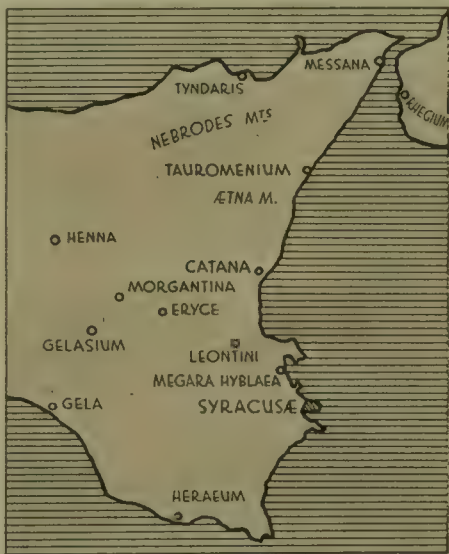 MESSANA
TYNDARIS
RHEGIUM
NEBRODES MTS
TAUROMENIUM
ÆTNA M.
HENNA
CATANA
MORGANTINA
ERYCE
GELASIUM
LEONTINI
MEGARA HYBLAEA
GELA
SYRACUSÆ
HERAEUM